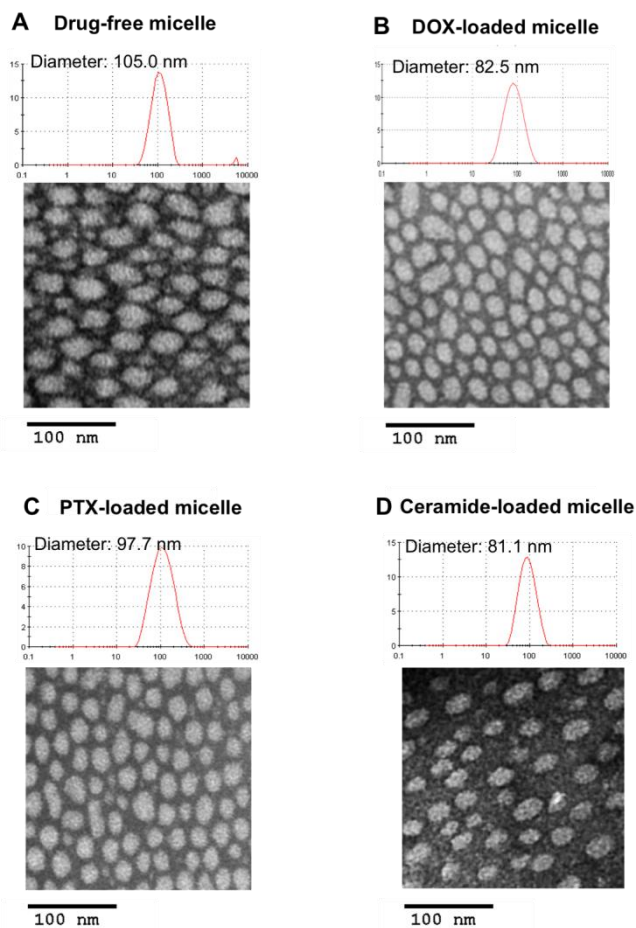 A Drug-free micelle
Diameter: 105.0 nm
15
10
5
0
0.1 1 10 100 1000 10000
100 nm
B DOX-loaded micelle
Diameter: 82.5 nm
15
10
5
0
0.1 1 10 100 1000 10000
100 nm
C PTX-loaded micelle
Diameter: 97.7 nm
10
8
6
4
2
0
0.1 1 10 100 1000 10000
100 nm
D Ceramide-loaded micelle
Diameter: 81.1 nm
15
10
5
0
0.1 1 10 100 1000 10000
100 nm